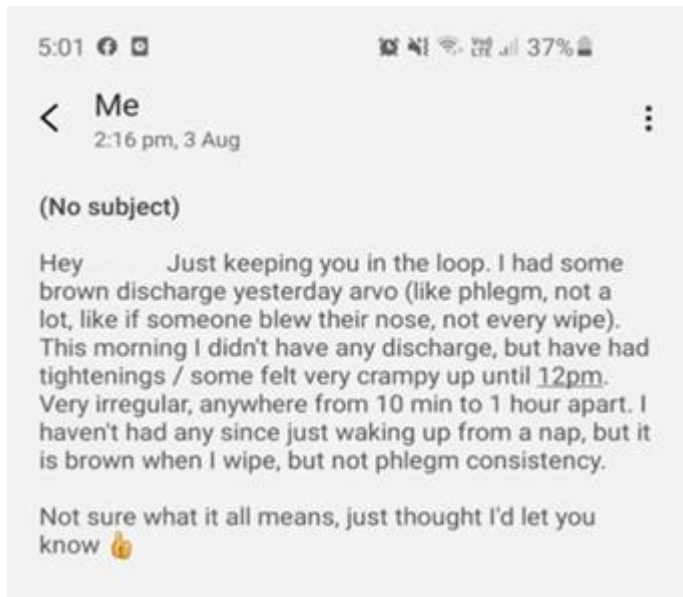 5:01 37%
Me
2:16 pm, 3 Aug
(No subject)
Hey Just keeping you in the loop. I had some
brown discharge yesterday arvo (like phlegm, not a
lot, like if someone blew their nose, not every wipe).
This morning I didn't have any discharge, but have had
tightenings / some felt very crampy up until 12pm.
Very irregular, anywhere from 10 min to 1 hour apart. I
haven't had any since just waking up from a nap, but it
is brown when I wipe, but not phlegm consistency.
Not sure what it all means, just thought I'd let you
know 👍